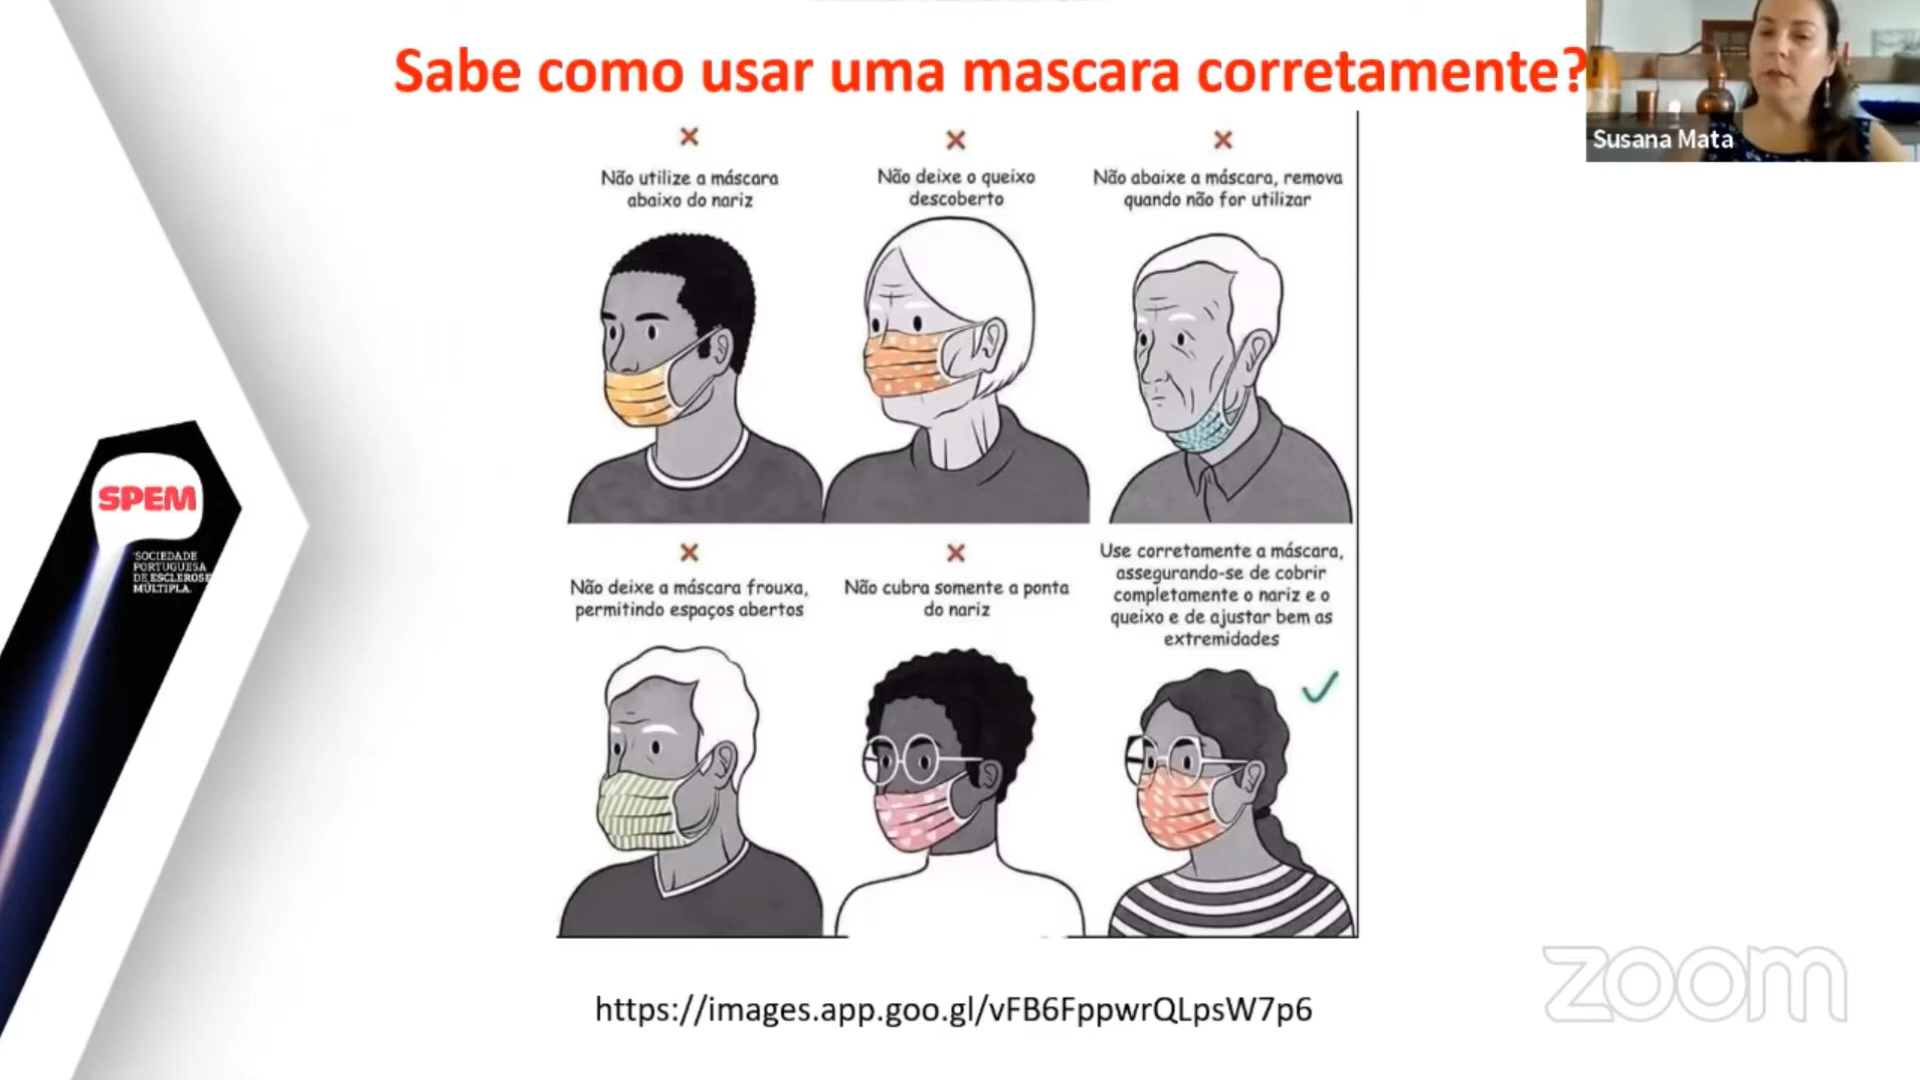 Sabe como usar uma mascara corretamente?
Susana Mata
Não utilize a máscara
abaixo do nariz
Não deixe o queixo
descoberto
Não abaixe a máscara, remova
quando não for utilizar
Não deixe a máscara frouxa,
permitindo espaços abertos
Não cubra somente a ponta
do nariz
Use corretamente a máscara,
assegurando-se de cobrir
completamente o nariz e o
queixo e de ajustar bem as
extremidades
SPEM
SOCIEDADE
PORTUGUESA
DE ESCLEROSE
MÚLTIPLA.
https://images.app.goo.gl/vFB6FppwrQLpsW7p6
zoom